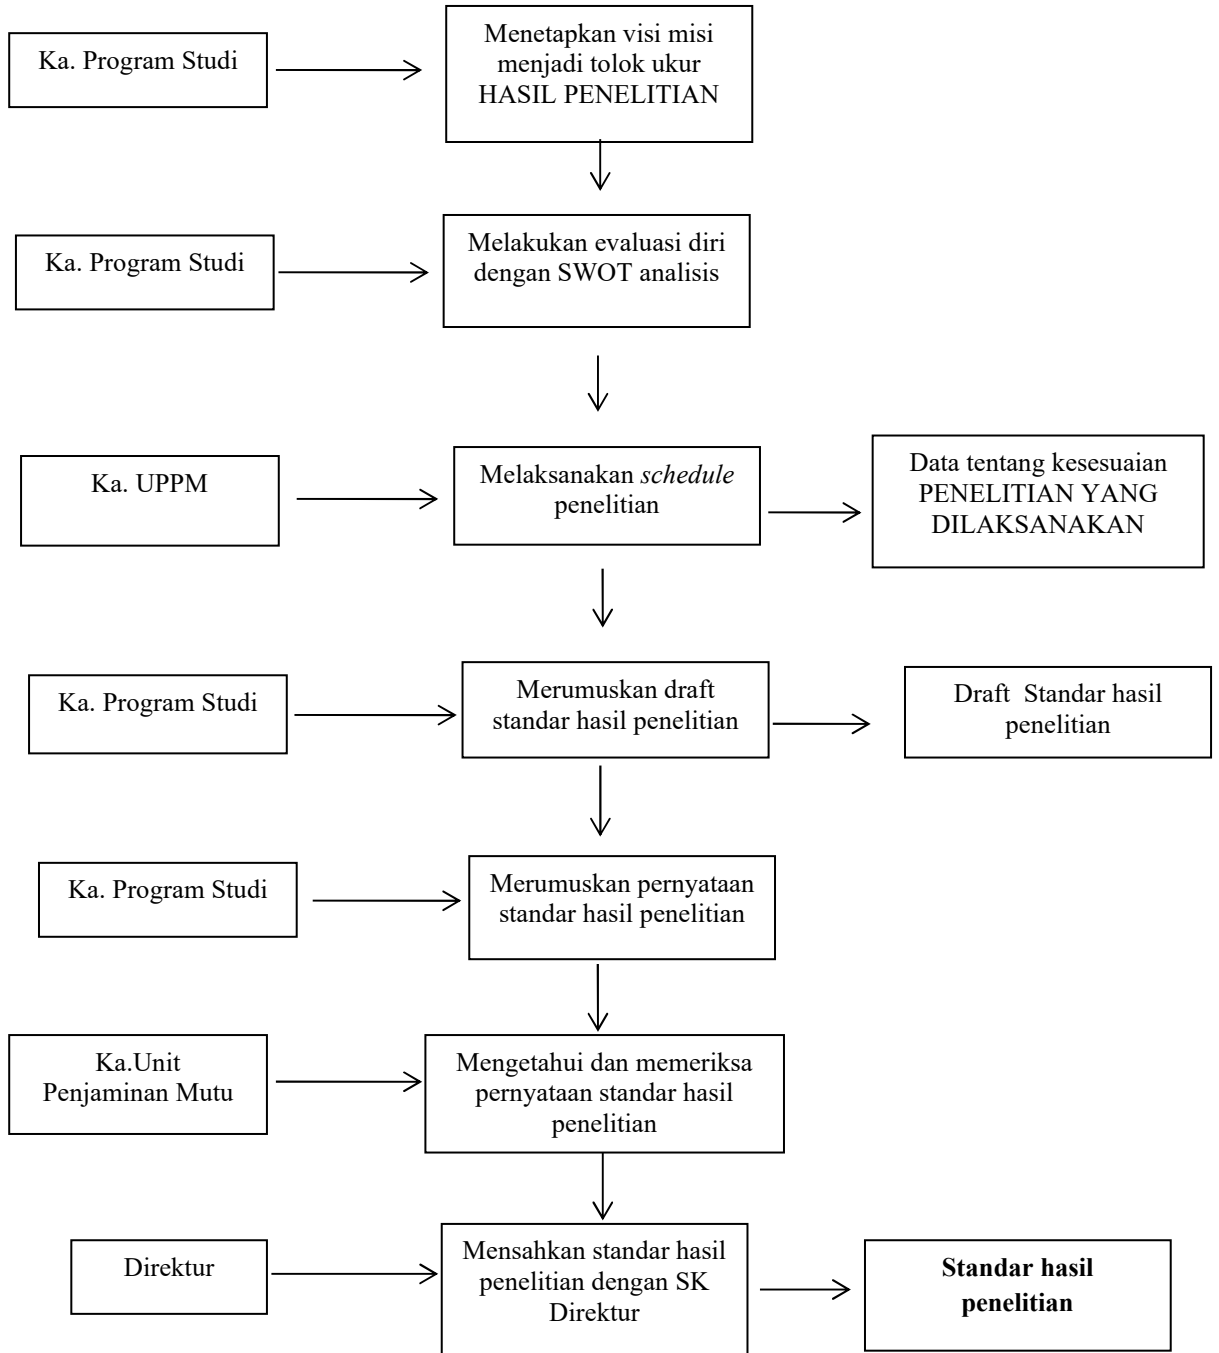 Ka. Program Studi
Menetapkan visi misi
menjadi tolok ukur
HASIL PENELITIAN
Ka. Program Studi
Melakukan evaluasi diri
dengan SWOT analisis
Ka. UPPM
Melaksanakan schedule
penelitian
Data tentang kesesuaian
PENELITIAN YANG
DILAKSANAKAN
Ka. Program Studi
Merumuskan draft
standar hasil penelitian
Draft  Standar hasil
penelitian
Ka. Program Studi
Merumuskan pernyataan
standar hasil penelitian
Ka.Unit
Penjaminan Mutu
Mengetahui dan memeriksa
pernyataan standar hasil
penelitian
Direktur
Mensahkan standar hasil
penelitian dengan SK
Direktur
Standar hasil
penelitian